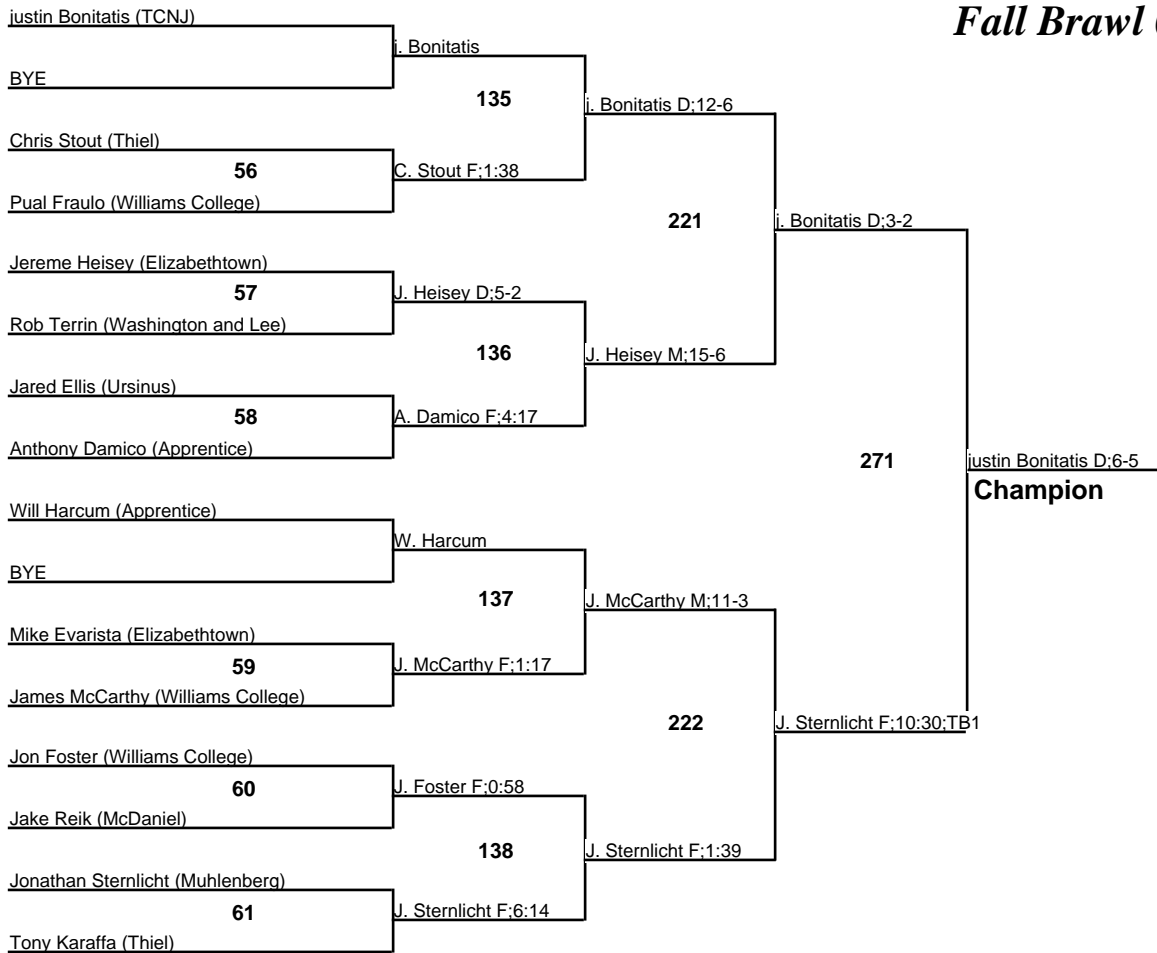 Fall Brawl
justin Bonitatis (TCNJ)
j. Bonitatis
BYE
135
j. Bonitatis D;12-6
Chris Stout (Thiel)
56
C. Stout F;1:38
Pual Fraulo (Williams College)
221
j. Bonitatis D;3-2
Jereme Heisey (Elizabethtown)
57
J. Heisey D;5-2
Rob Terrin (Washington and Lee)
136
J. Heisey M;15-6
Jared Ellis (Ursinus)
58
A. Damico F;4:17
Anthony Damico (Apprentice)
271
justin Bonitatis D;6-5
Champion
Will Harcum (Apprentice)
W. Harcum
BYE
137
J. McCarthy M;11-3
Mike Evarista (Elizabethtown)
59
J. McCarthy F;1:17
James McCarthy (Williams College)
222
J. Sternlicht F;10:30;TB1
Jon Foster (Williams College)
60
J. Foster F;0:58
Jake Reik (McDaniel)
138
J. Sternlicht F;1:39
Jonathan Sternlicht (Muhlenberg)
61
J. Sternlicht F;6:14
Tony Karaffa (Thiel)